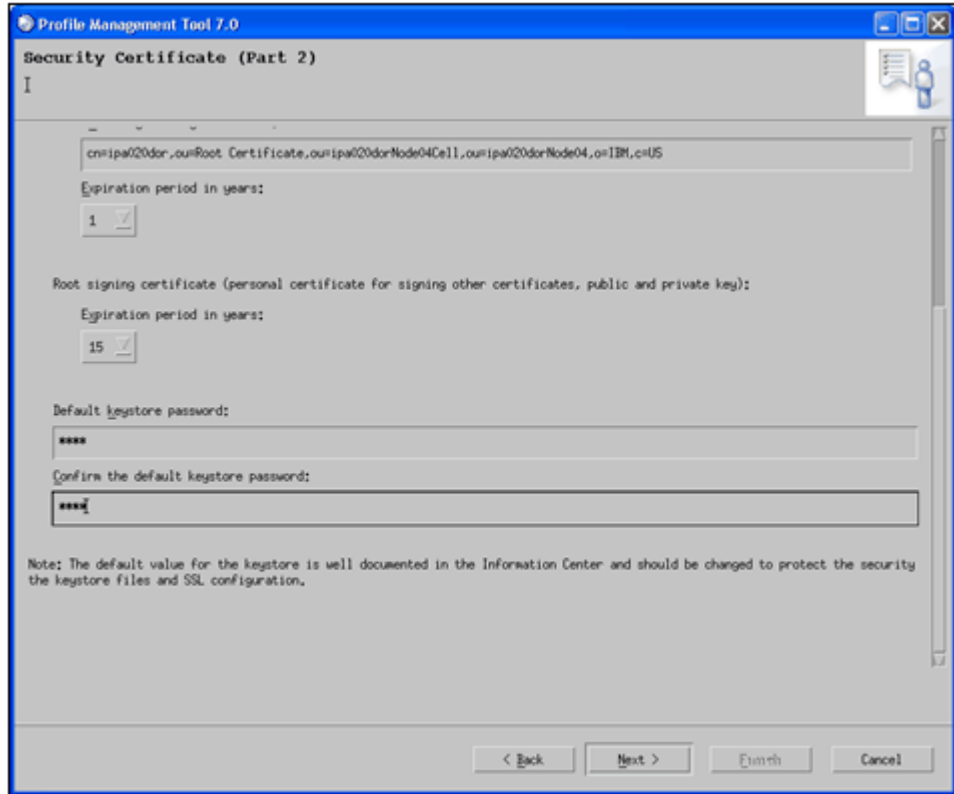 Profile Management Tool 7.0
Security Certificate (Part 2)
cn=ipa020dor,ou=Root Certificate,ou=ipa020dorNode04Cell,ou=ipa020dorNode04,o=IBM,c=US
Expiration period in years:
1
Root signing certificate (personal certificate for signing other certificates, public and private key):
Expiration period in years:
15
Default keystore password:
****
Confirm the default keystore password:
****
Note: The default value for the keystore is well documented in the Information Center and should be changed to protect the security
the keystore files and SSL configuration.
< Back Next > Finish Cancel